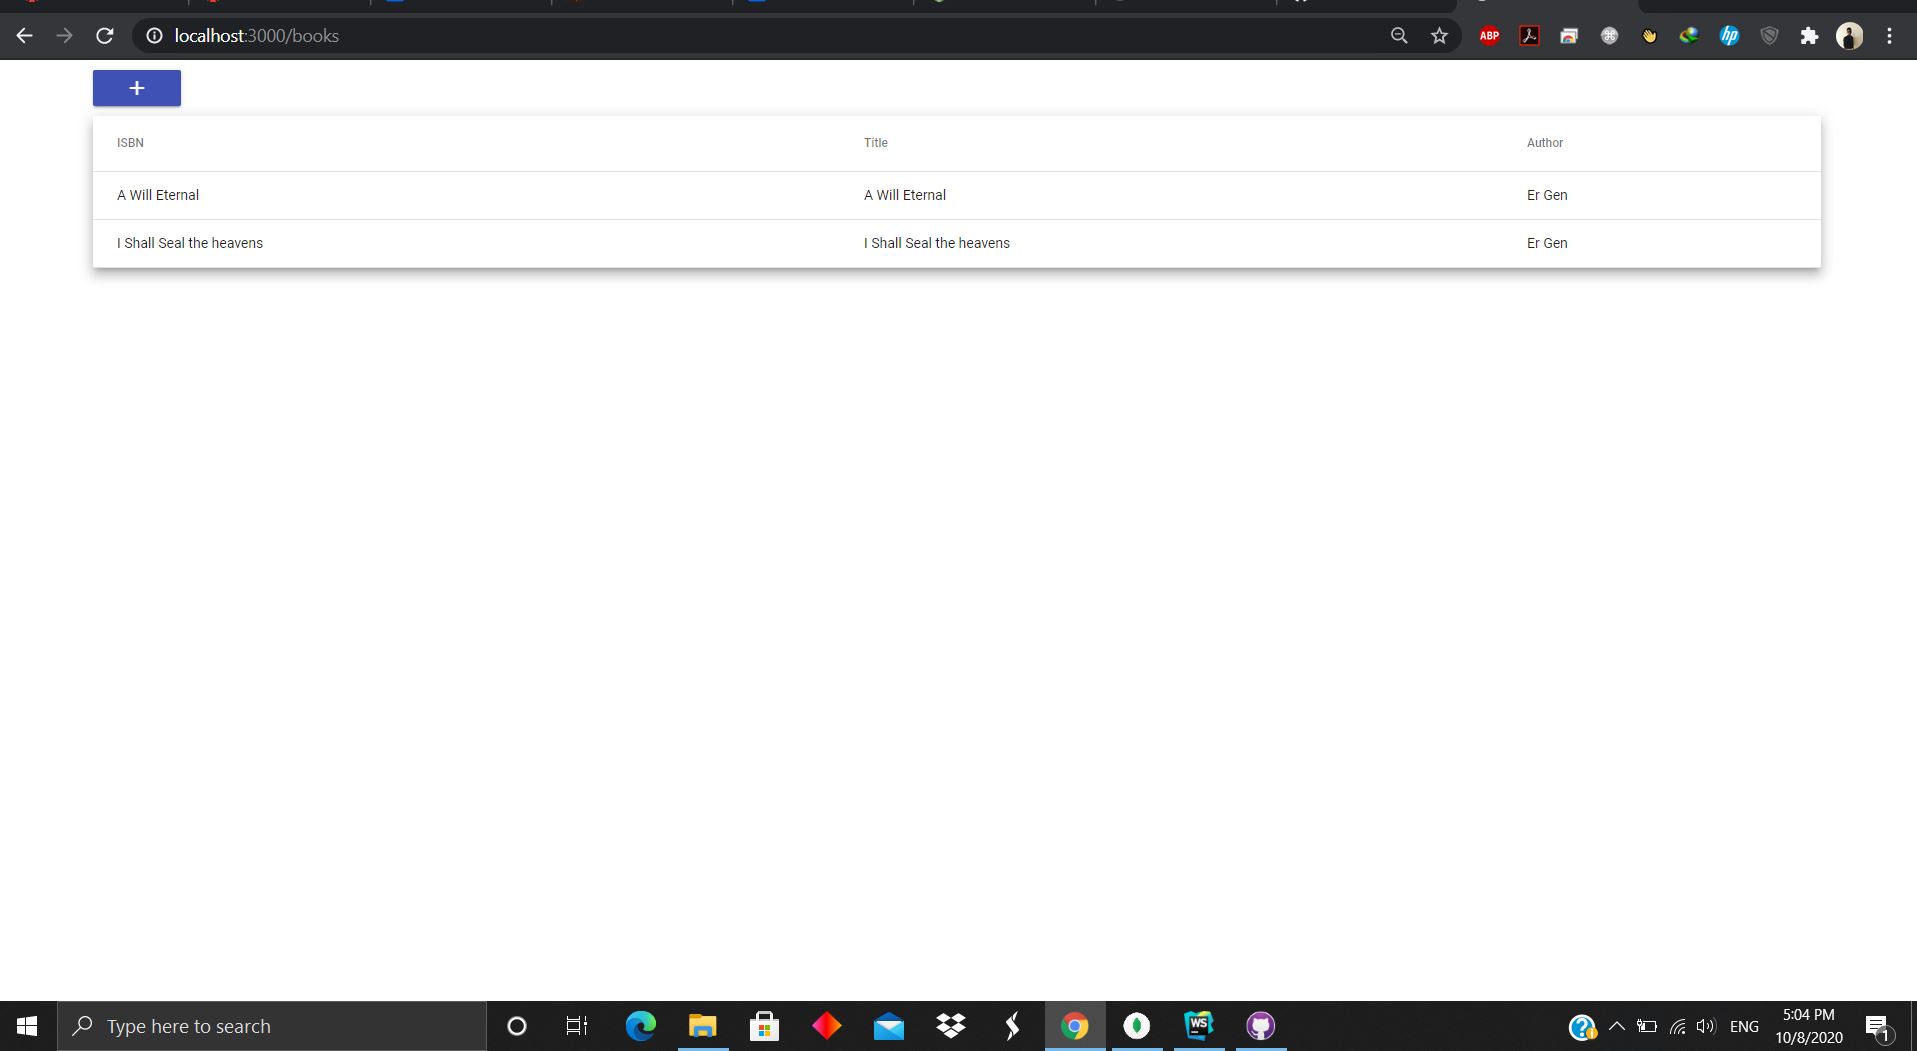 localhost:3000/books
ABP
hp
+
ISBN Title Author
A Will Eternal A Will Eternal Er Gen
I Shall Seal the heavens I Shall Seal the heavens Er Gen
Type here to search
WS
ENG
5:04 PM
10/8/2020
1